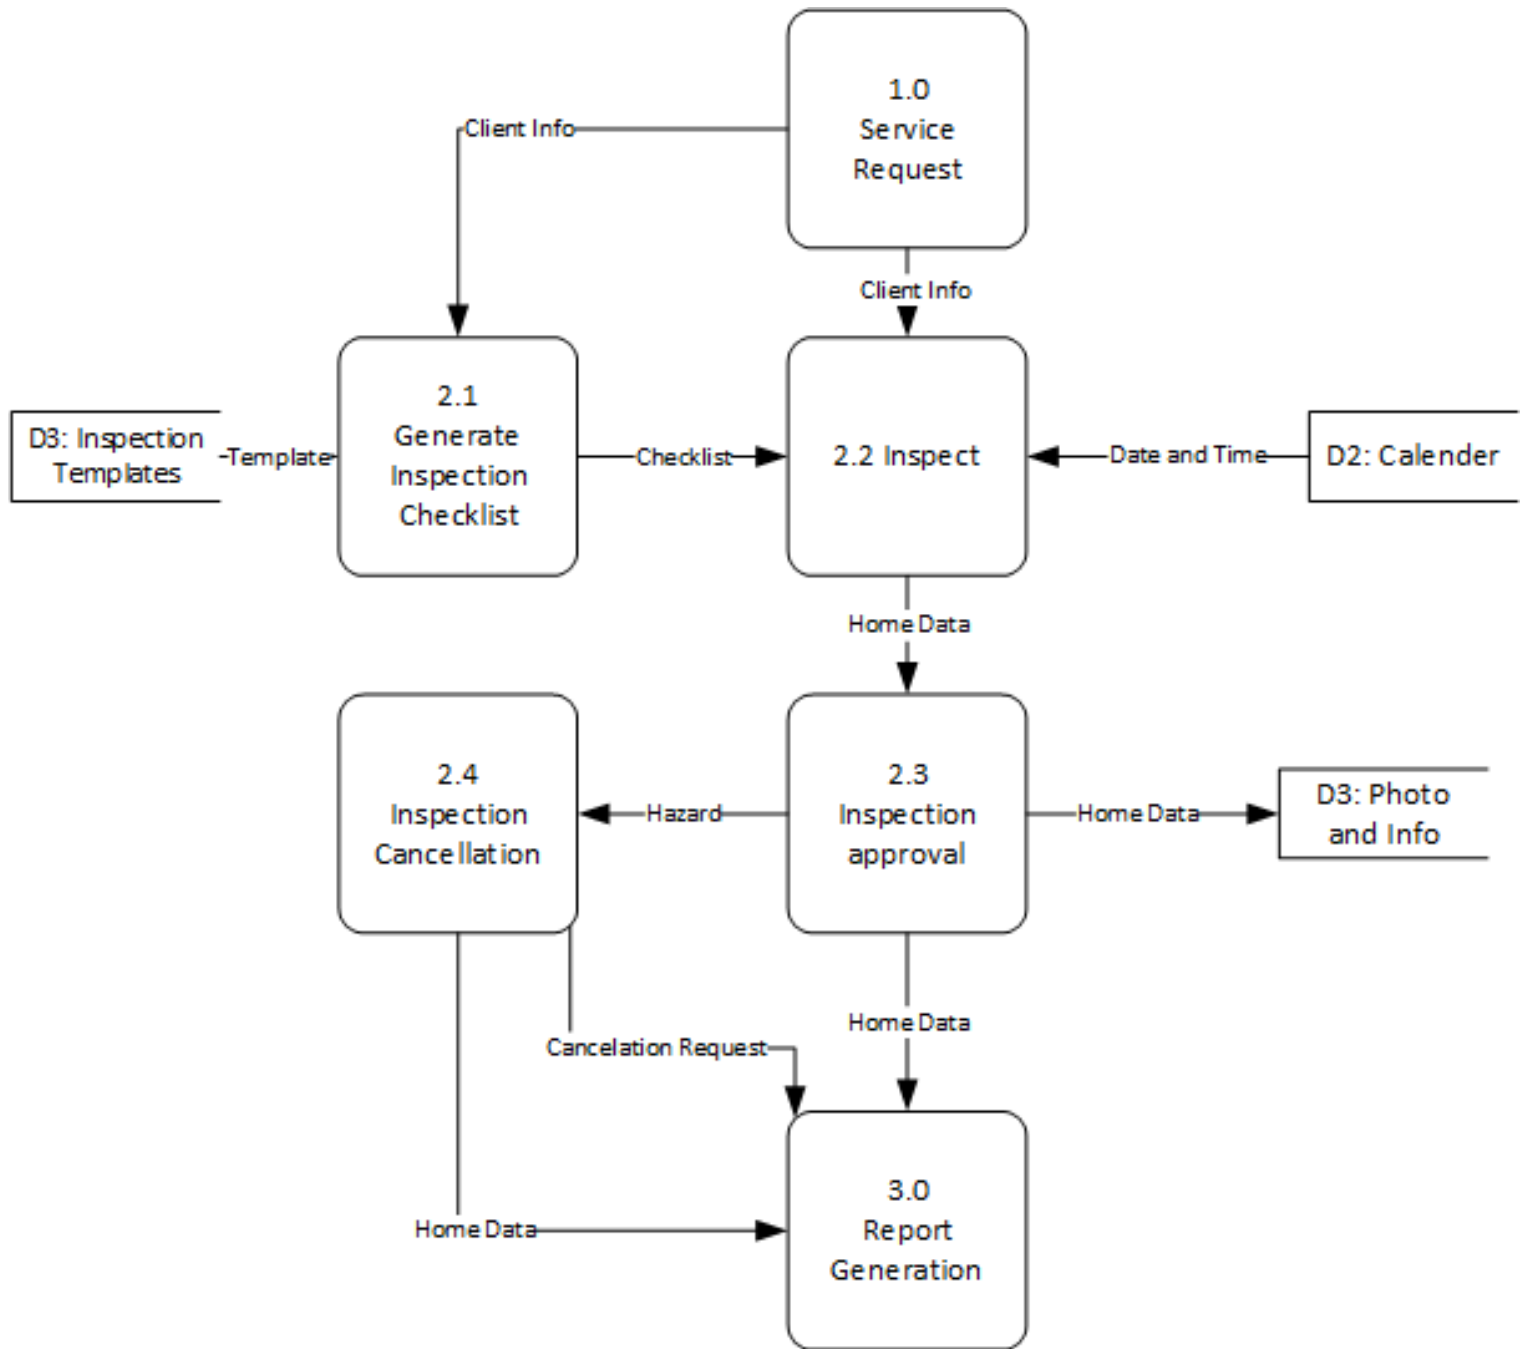 1.0
Service
Request
Client Info
Client Info
2.1
Generate
Inspection
Checklist
D3: Inspection
Templates
Template
Checklist
2.2 Inspect
Date and Time
D2: Calender
Home Data
2.4
Inspection
Cancellation
Hazard
2.3
Inspection
approval
Home Data
D3: Photo
and Info
Home Data
Cancelation Request
3.0
Report
Generation
Home Data